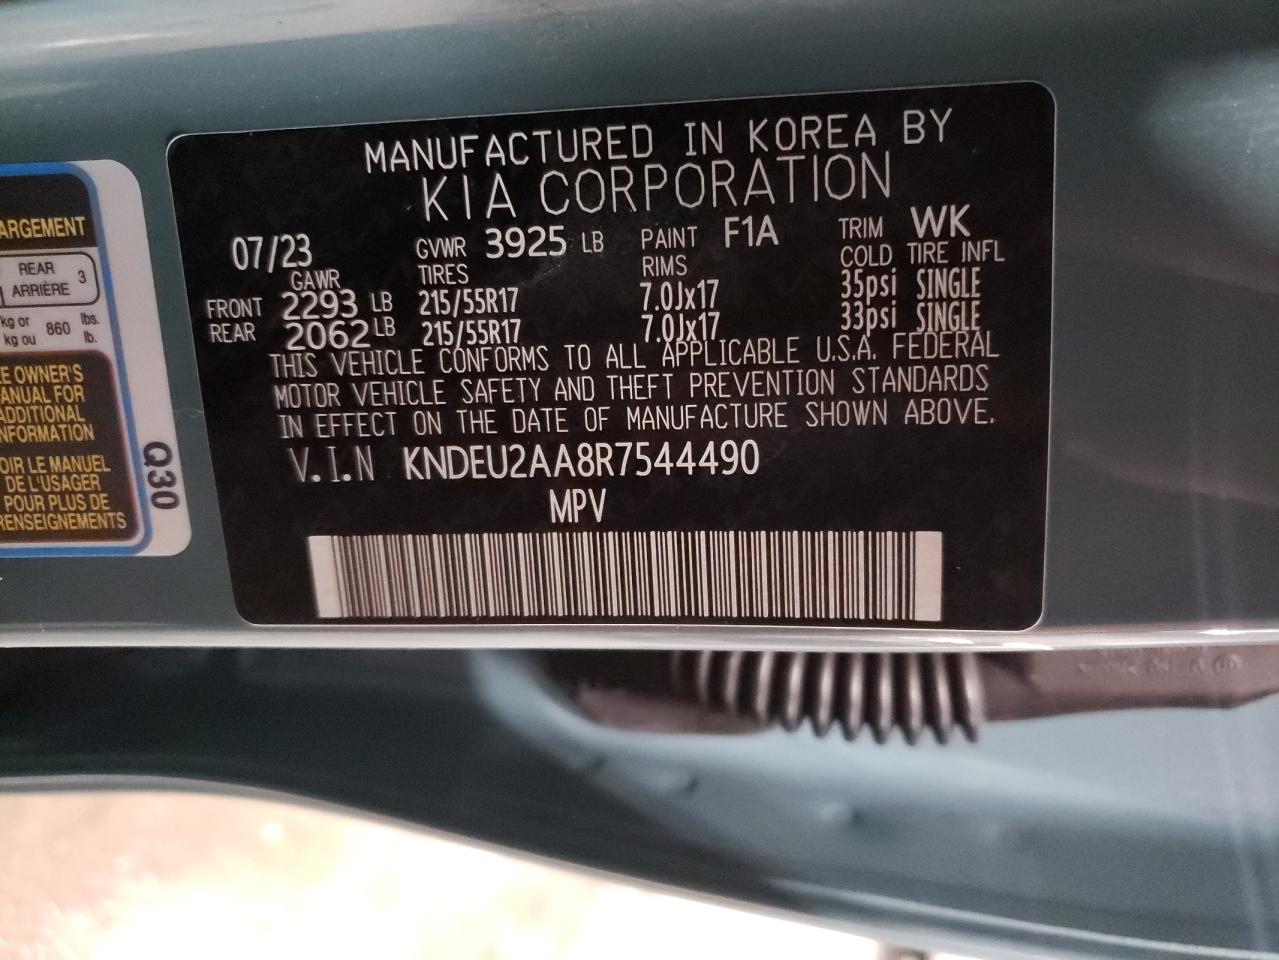 ARGEMENT
REAR
ARRIÈRE 3
kg or 860 lbs.
kg ou lb.
E OWNER'S
ANUAL FOR
ADDITIONAL
NFORMATION
OIR LE MANUEL
DE L'USAGER
POUR PLUS DE
RENSEIGNEMENTS
Q30
MANUFACTURED IN KOREA BY
KIA CORPORATION
07/23 GVWR 3925 LB PAINT F1A TRIM WK
GAWR TIRES RIMS COLD TIRE INFL
FRONT 2293 LB 215/55R17 7.0Jx17 35psi SINGLE
REAR 2062 LB 215/55R17 7.0Jx17 33psi SINGLE
THIS VEHICLE CONFORMS TO ALL APPLICABLE U.S.A. FEDERAL
MOTOR VEHICLE SAFETY AND THEFT PREVENTION STANDARDS
IN EFFECT ON THE DATE OF MANUFACTURE SHOWN ABOVE.
V.I.N KNDEU2AA8R7544490
MPV